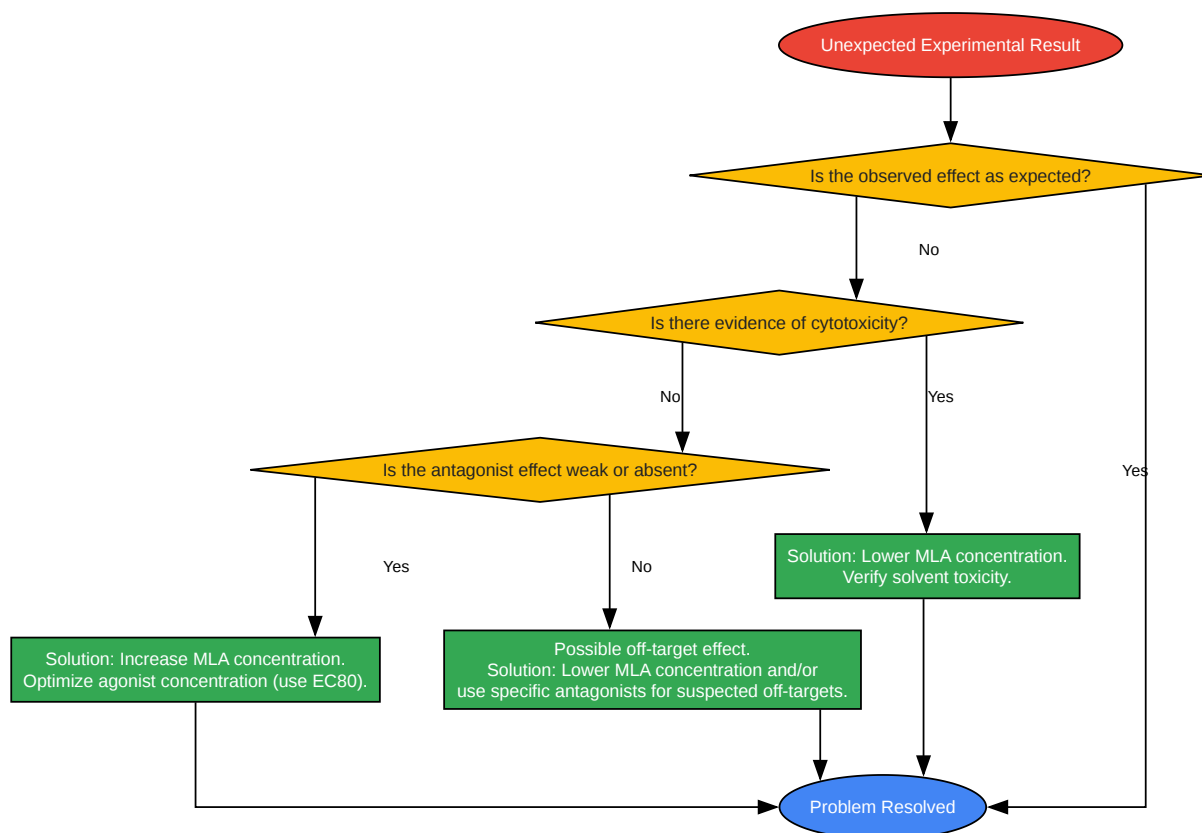 Unexpected Experimental Result
Is the observed effect as expected?
No
Is there evidence of cytotoxicity?
No
Yes
Is the antagonist effect weak or absent?
Yes
Yes
No
Solution: Lower MLA concentration.
Verify solvent toxicity.
Solution: Increase MLA concentration.
Optimize agonist concentration (use EC80).
Possible off-target effect.
Solution: Lower MLA concentration and/or
use specific antagonists for suspected off-targets.
Problem Resolved